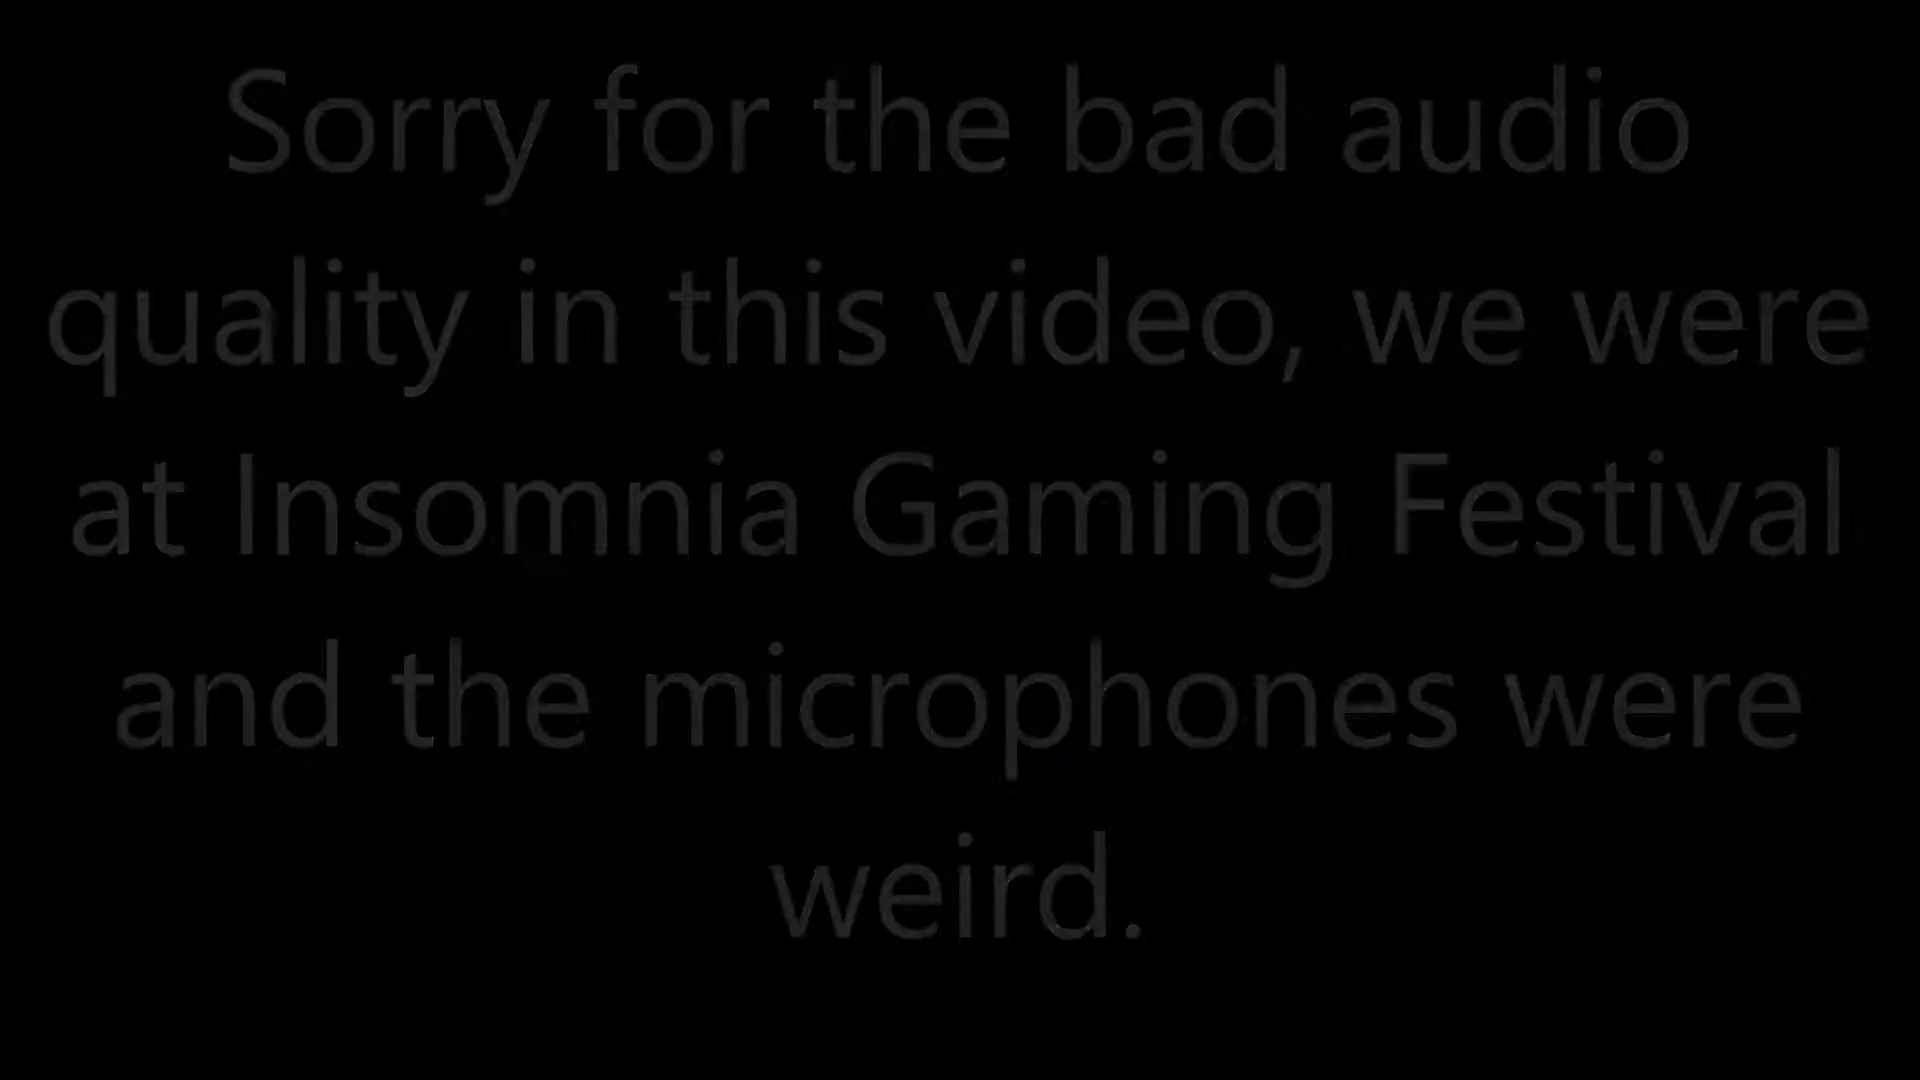 Sorry for the bad audio
quality in this video, we were
at Insomnia Gaming Festival
and the microphones were
weird.